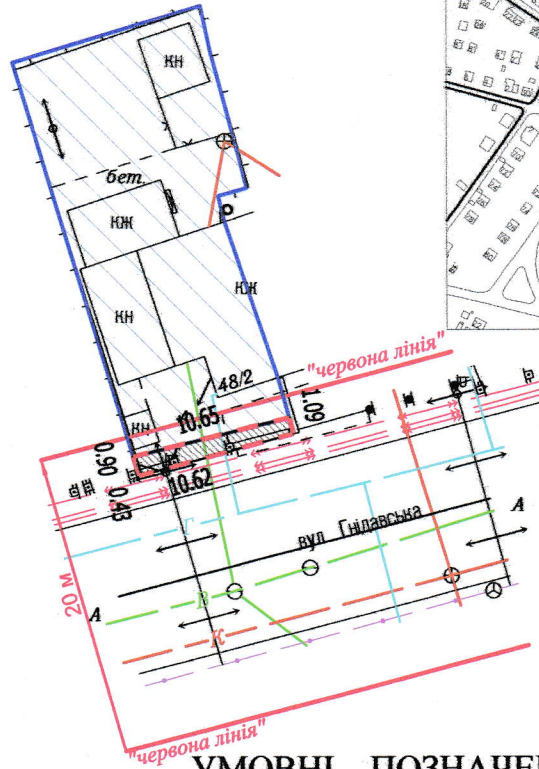 КН
бет.
КЖ
КЖ
КН
48/2
"червона лінія"
КН
10.65
1.09
0.90
10.62
0.43
Г
вул Гнідавська
А
20 м
А
В
К
"червона лінія"
УМОВНІ ПОЗНАЧЕ